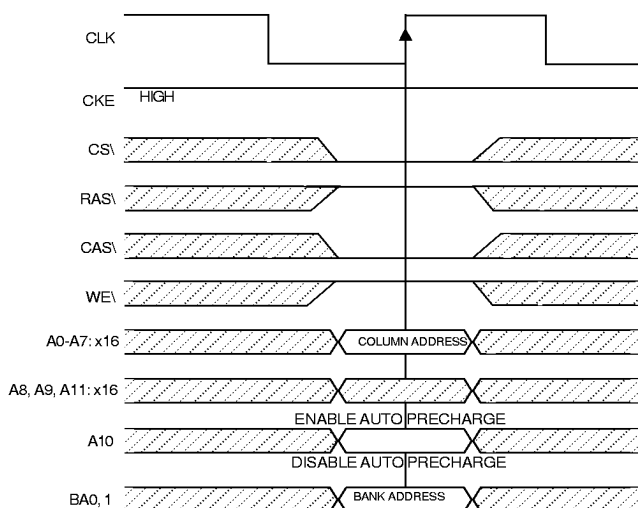 CLK
CKE HIGH
CS\
RAS\
CAS\
WE\
A0-A7: x16 COLUMN ADDRESS
A8, A9, A11: x16
ENABLE AUTO PRECHARGE
A10
DISABLE AUTO PRECHARGE
BA0, 1 BANK ADDRESS